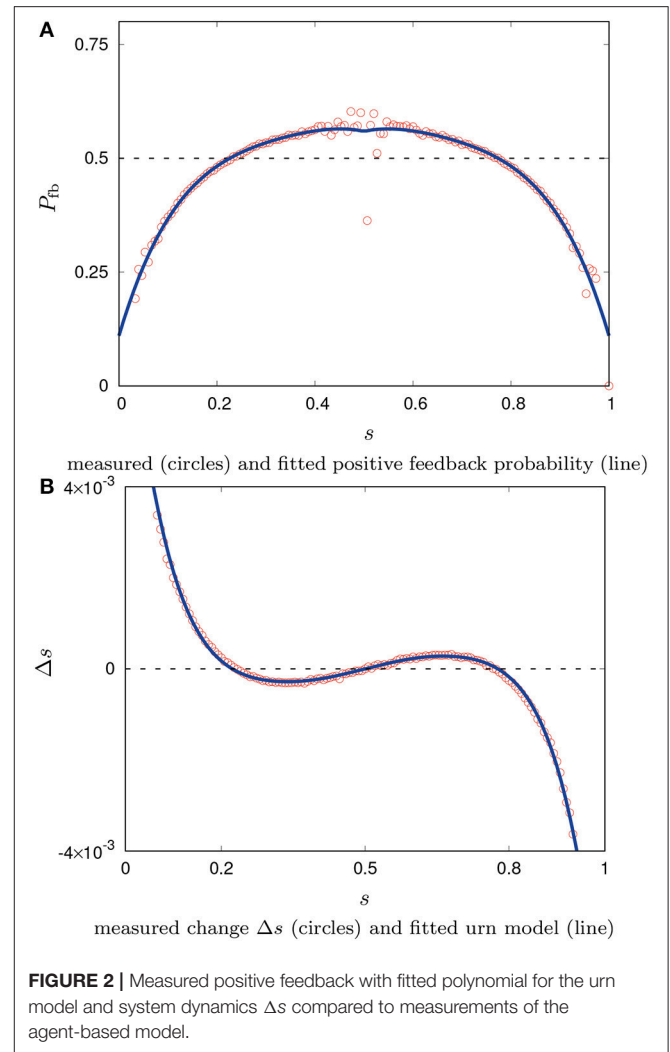 A
0.75
0.5
0.25
0
P_fb
0 0.2 0.4 0.6 0.8 1
s
measured (circles) and fitted positive feedback probability (line)
B
4×10⁻³
0
-4×10⁻³
Δs
0 0.2 0.5 0.8 1
s
measured change Δs (circles) and fitted urn model (line)
FIGURE 2 | Measured positive feedback with fitted polynomial for the urn
model and system dynamics Δs compared to measurements of the
agent-based model.